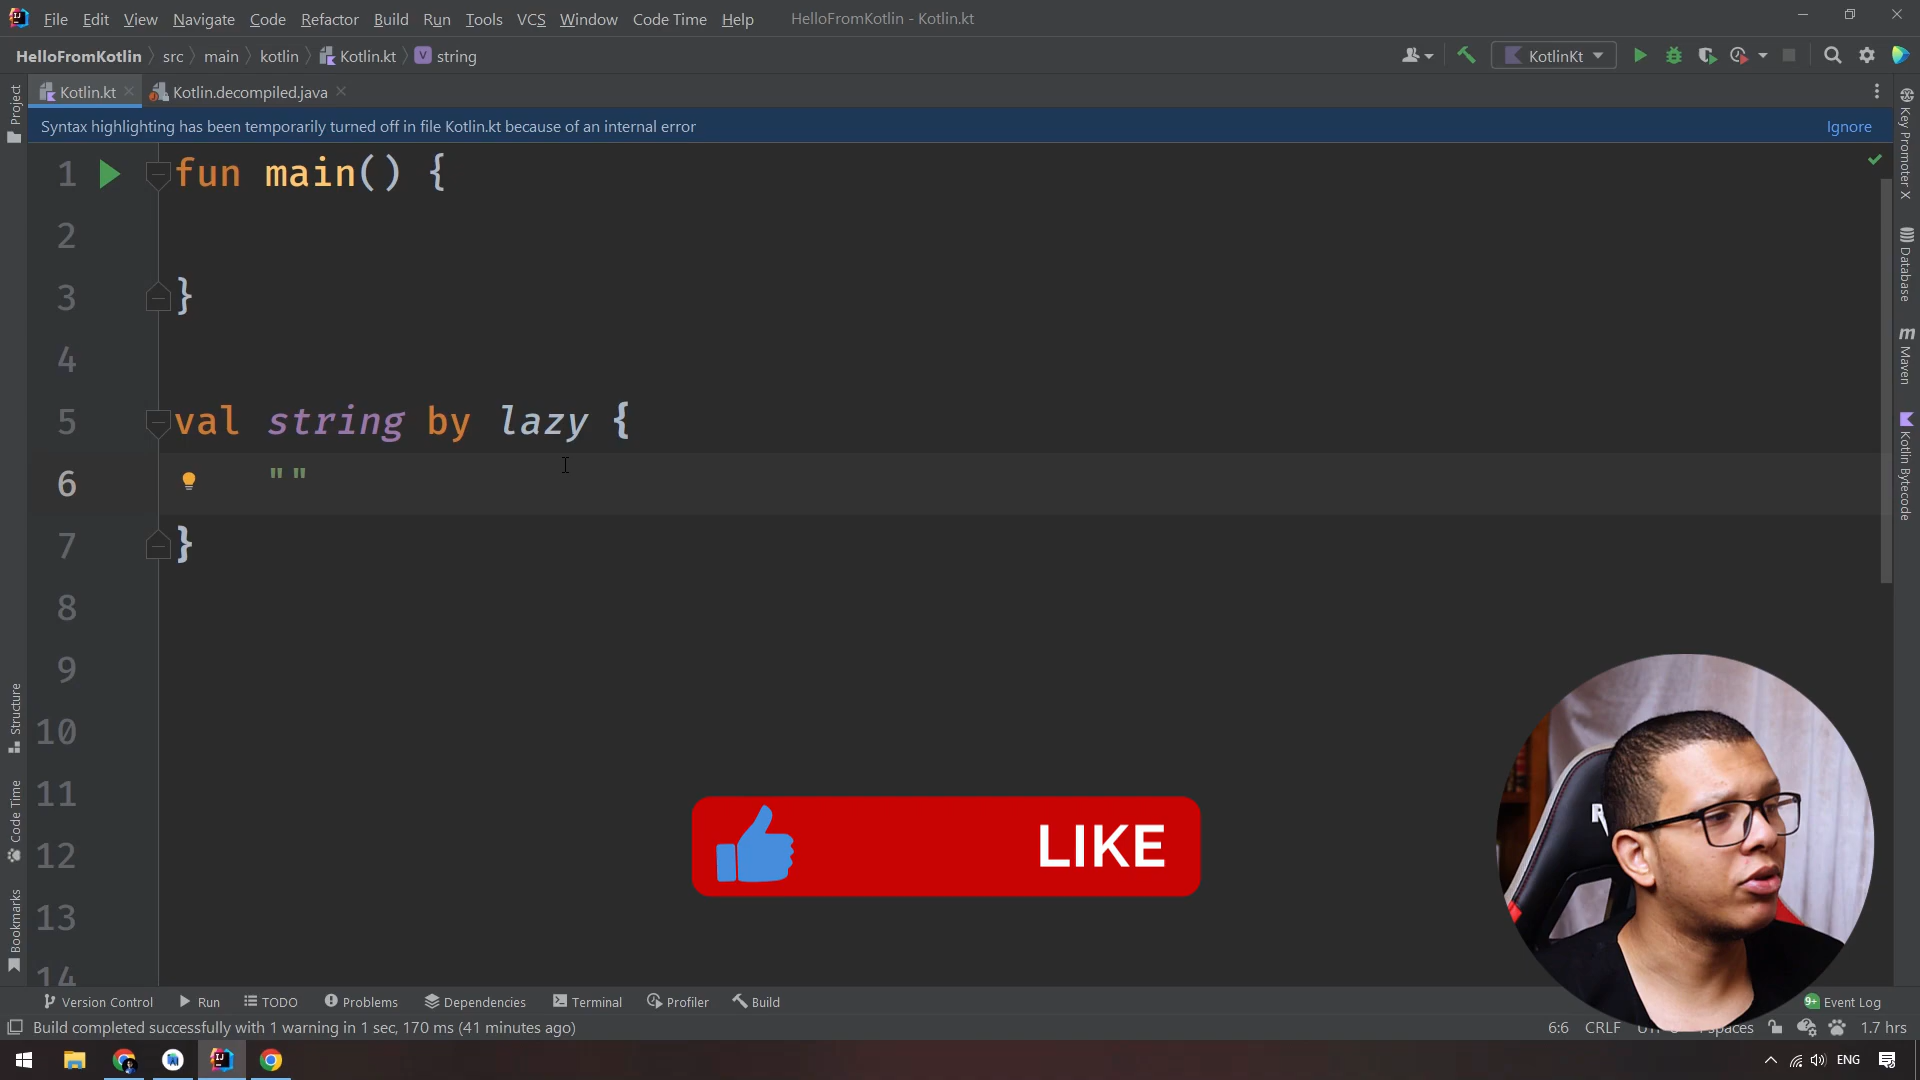 File Edit View Navigate Code Refactor Build Run Tools VCS Window Code Time Help HelloFromKotlin - Kotlin.kt
HelloFromKotlin src main kotlin Kotlin.kt string KotlinKt
Kotlin.kt Kotlin.decompiled.java
Syntax highlighting has been temporarily turned off in file Kotlin.kt because of an internal error Ignore
1 fun main() {
2
3 }
4
5 val string by lazy {
6 ""
7 }
8
9
10
11
12
13
14
Project
Structure
Code Time
Bookmarks
Key Promoter X
Database
Maven
Kotlin Bytecode
LIKE
Version Control Run TODO Problems Dependencies Terminal Profiler Build 9+ Event Log
Build completed successfully with 1 warning in 1 sec, 170 ms (41 minutes ago) 6:6 CRLF spaces 1.7 hrs
ENG